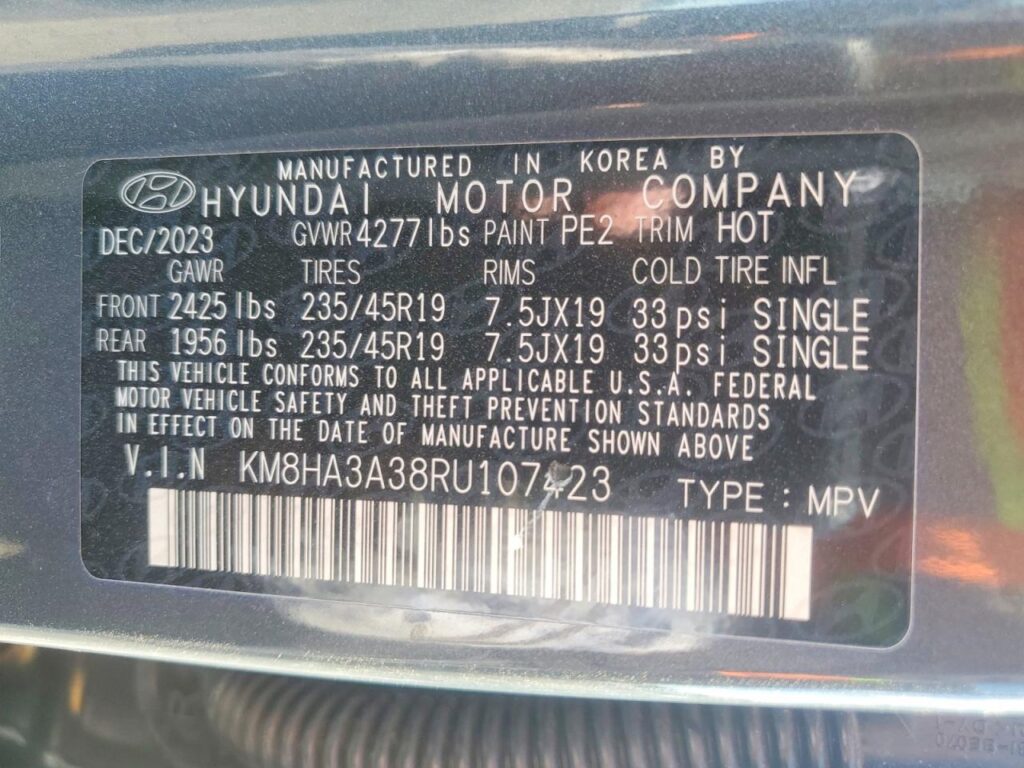 MANUFACTURED IN KOREA BY
HYUNDAI MOTOR COMPANY
DEC/2023 GVWR 4277 lbs PAINT PE2 TRIM HOT
GAWR TIRES RIMS COLD TIRE INFL
FRONT 2425 lbs 235/45R19 7.5JX19 33 psi SINGLE
REAR 1956 lbs 235/45R19 7.5JX19 33 psi SINGLE
THIS VEHICLE CONFORMS TO ALL APPLICABLE U.S.A. FEDERAL
MOTOR VEHICLE SAFETY AND THEFT PREVENTION STANDARDS
IN EFFECT ON THE DATE OF MANUFACTURE SHOWN ABOVE
V.I.N KM8HA3A38RU107423 TYPE : MPV